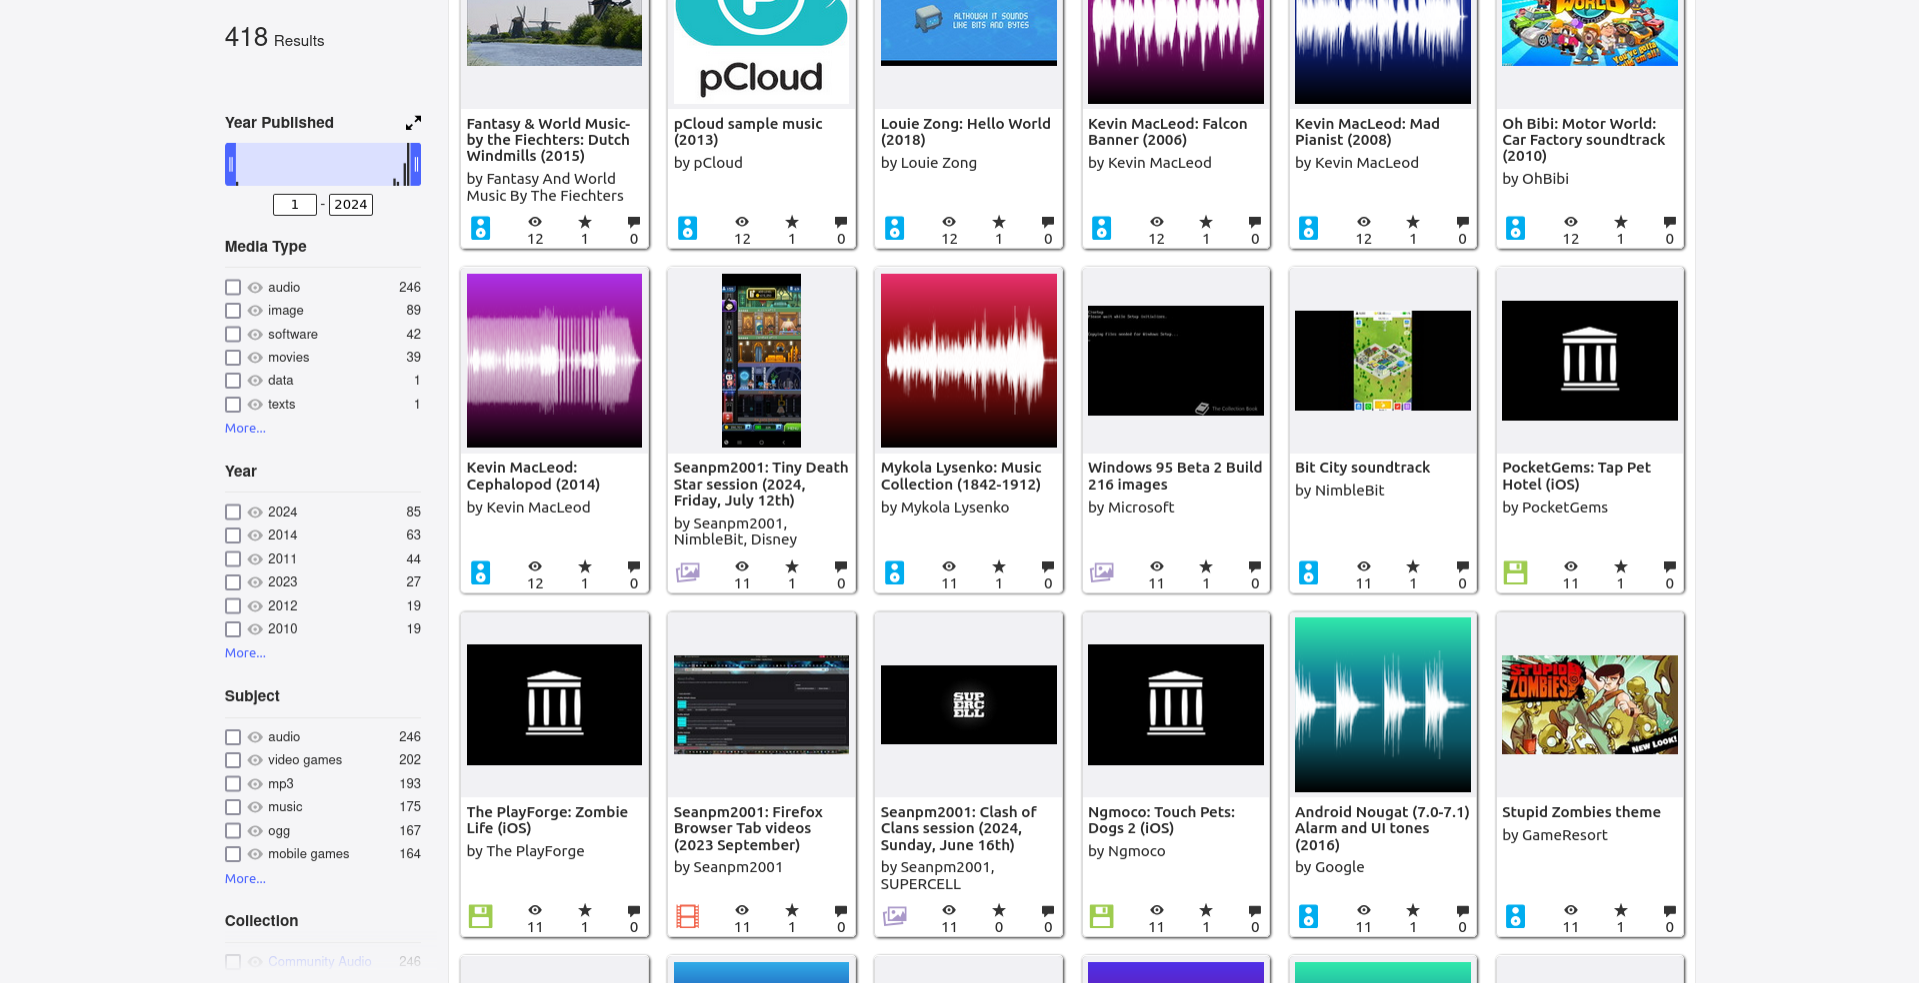 418 Results
Year Published
1 - 2024
Media Type
audio 246
image 89
software 42
movies 39
data 1
texts 1
More...
Year
2024 85
2014 63
2011 44
2023 27
2012 19
2010 19
More...
Subject
audio 246
video games 202
mp3 193
music 175
ogg 167
mobile games 164
More...
Collection
Community Audio 246
Fantasy & World Music-
by the Fiechters: Dutch
Windmills (2015)
by Fantasy And World
Music By The Fiechters
12 1 0
pCloud
pCloud sample music
(2013)
by pCloud
12 1 0
ALTHOUGH IT SOUNDS
LIKE BITS AND BYTES
Louie Zong: Hello World
(2018)
by Louie Zong
12 1 0
Kevin MacLeod: Falcon
Banner (2006)
by Kevin MacLeod
12 1 0
Kevin MacLeod: Mad
Pianist (2008)
by Kevin MacLeod
12 1 0
WORLD
Oh Bibi: Motor World:
Car Factory soundtrack
(2010)
by OhBibi
12 1 0
Kevin MacLeod:
Cephalopod (2014)
by Kevin MacLeod
12 1 0
Seanpm2001: Tiny Death
Star session (2024,
Friday, July 12th)
by Seanpm2001,
NimbleBit, Disney
11 1 0
Mykola Lysenko: Music
Collection (1842-1912)
by Mykola Lysenko
11 1 0
Please wait while Setup initializes.
Copying files needed for Windows Setup...
The Collection Book
Windows 95 Beta 2 Build
216 images
by Microsoft
11 1 0
Bit City soundtrack
by NimbleBit
11 1 0
PocketGems: Tap Pet
Hotel (iOS)
by PocketGems
11 1 0
The PlayForge: Zombie
Life (iOS)
by The PlayForge
11 1 0
Seanpm2001: Firefox
Browser Tab videos
(2023 September)
by Seanpm2001
11 1 0
SUP
ERC
ELL
Seanpm2001: Clash of
Clans session (2024,
Sunday, June 16th)
by Seanpm2001,
SUPERCELL
11 0 0
Ngmoco: Touch Pets:
Dogs 2 (iOS)
by Ngmoco
11 1 0
Android Nougat (7.0-7.1)
Alarm and UI tones
(2016)
by Google
11 1 0
STUPID
ZOMBIES
NEW LOOK!
Stupid Zombies theme
by GameResort
11 1 0